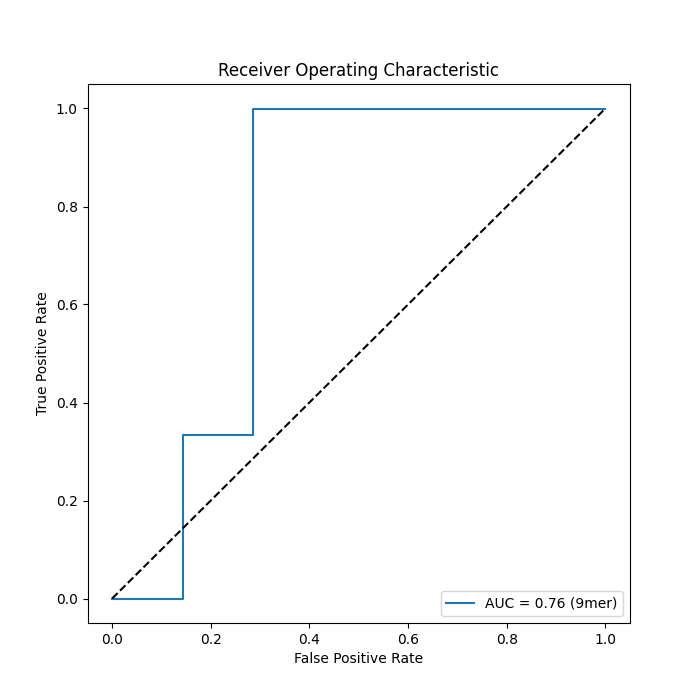 Receiver Operating Characteristic
1.0
0.8
0.6
0.4
0.2
0.0
True Positive Rate
0.0 0.2 0.4 0.6 0.8 1.0
False Positive Rate
AUC = 0.76 (9mer)